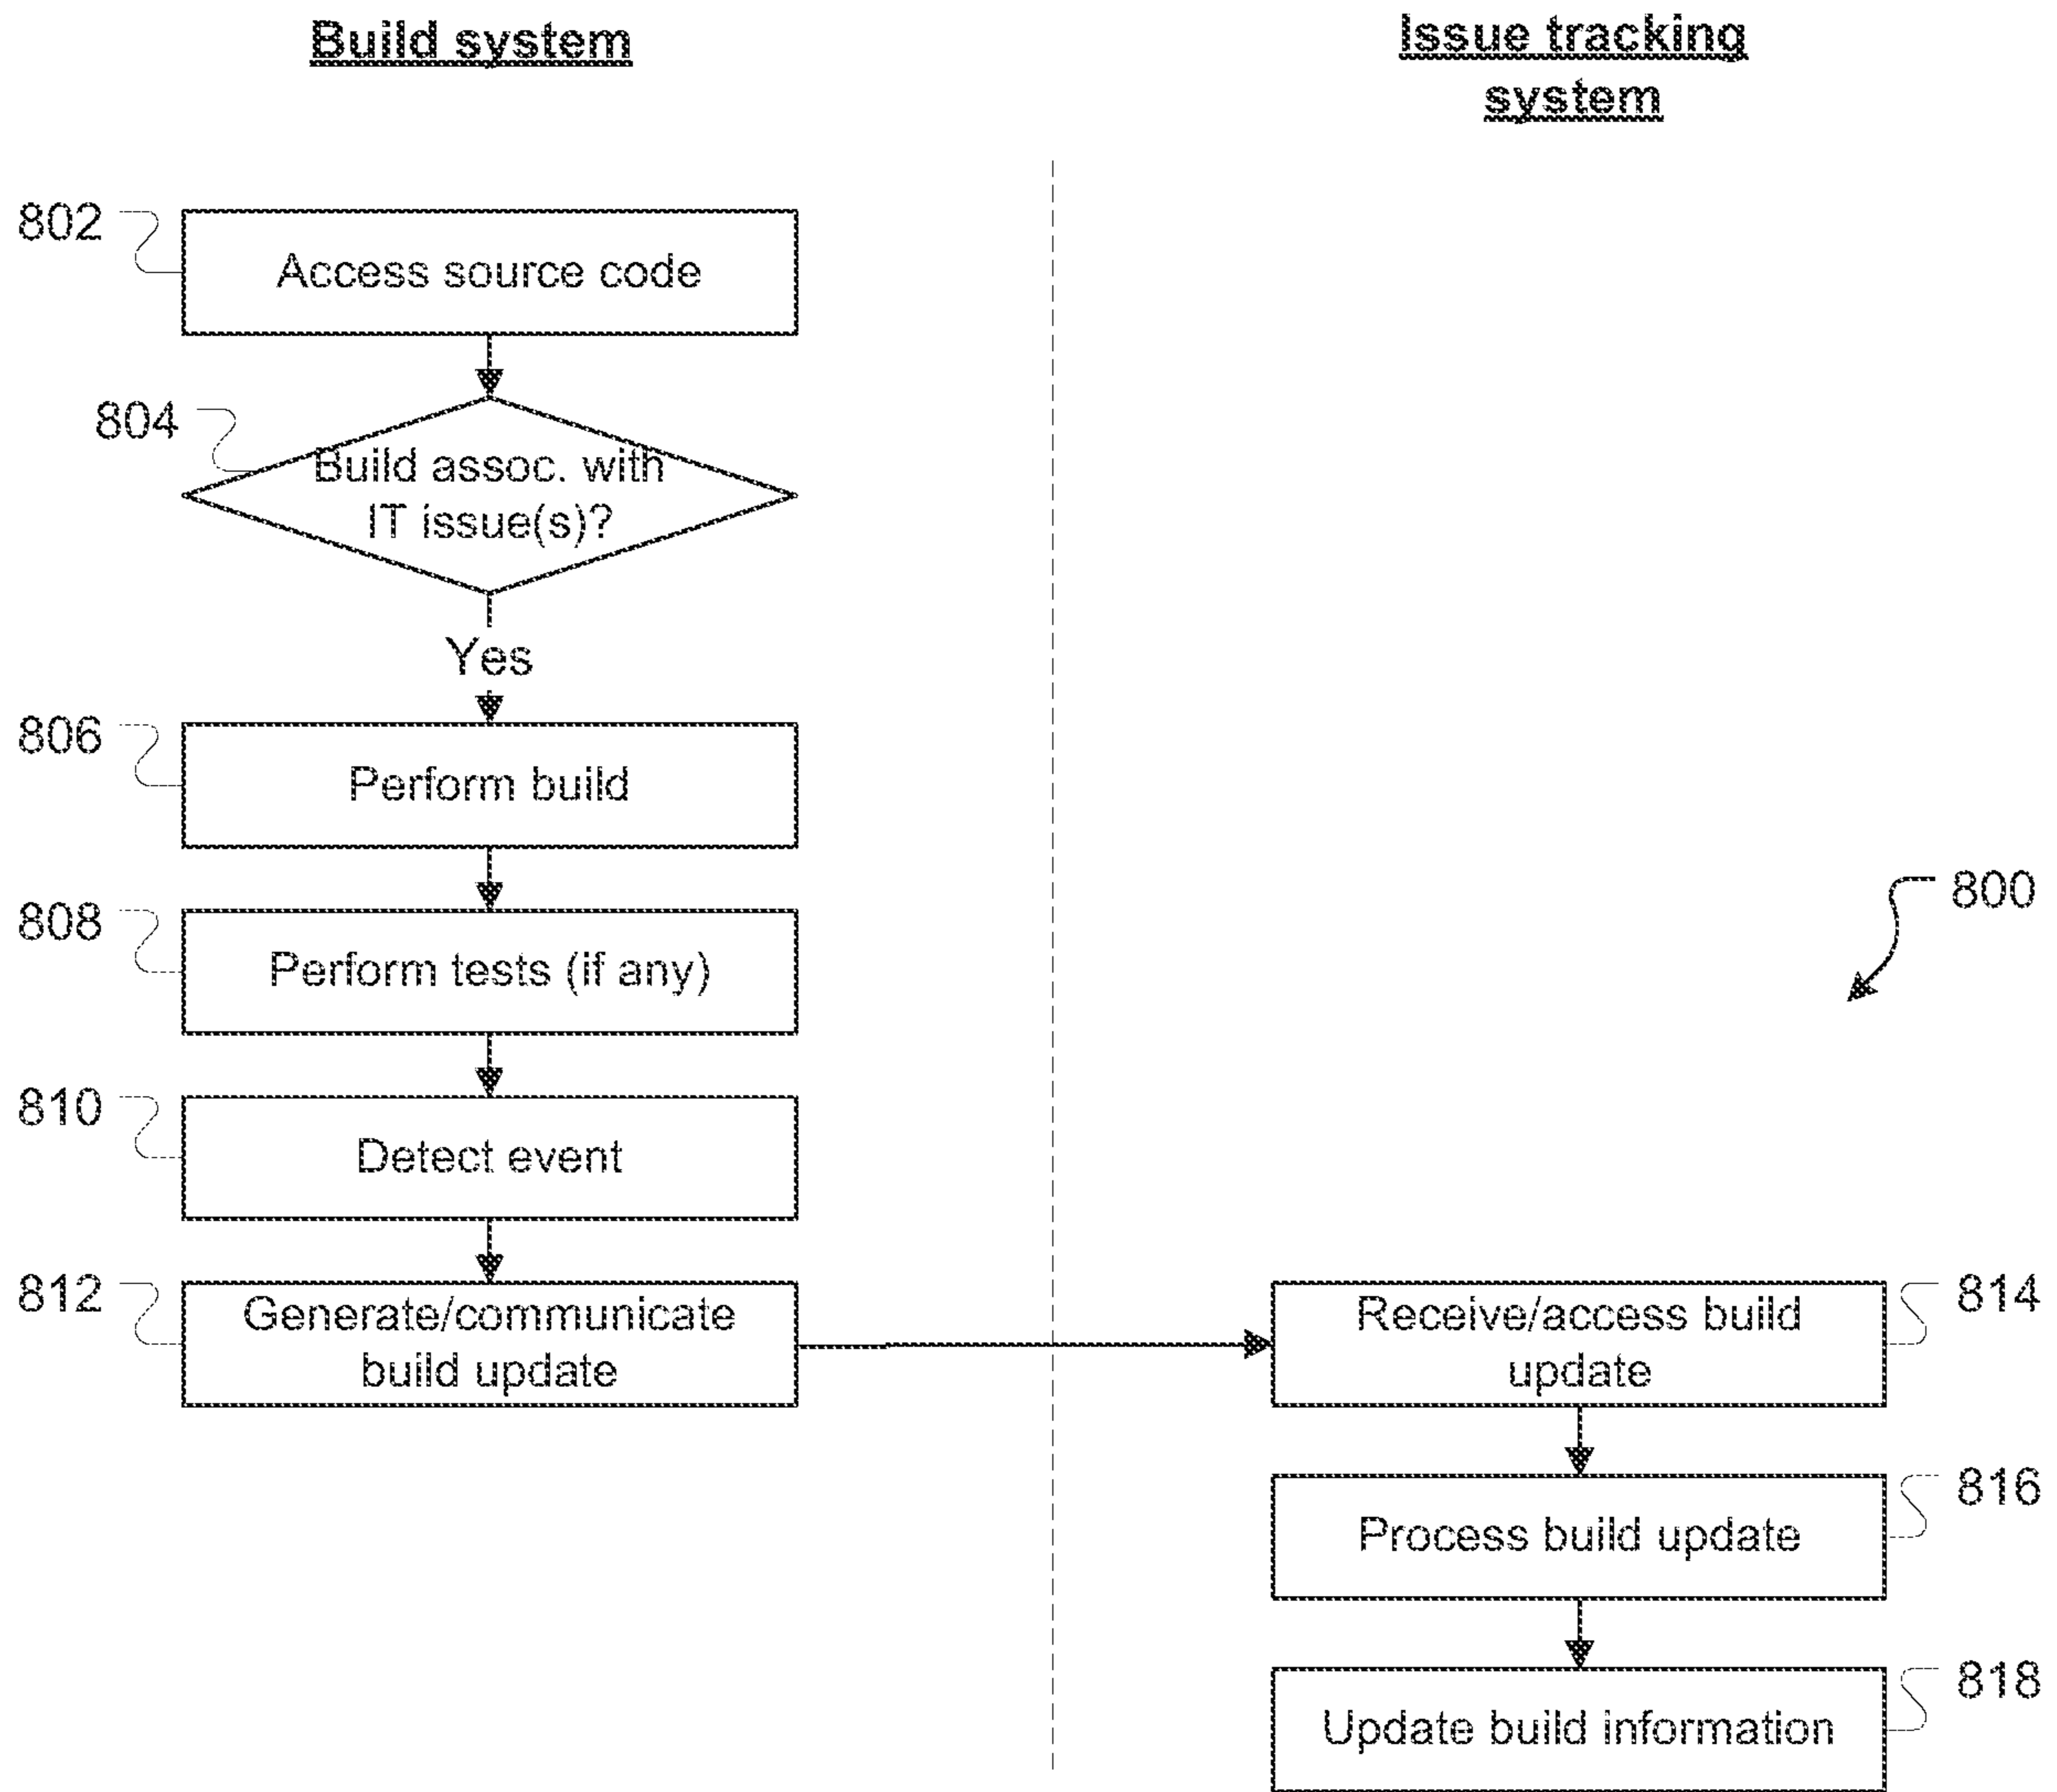 Build system
Issue tracking
system
802
Access source code
804
Build assoc. with
IT issue(s)?
Yes
806
Perform build
800
808
Perform tests (if any)
810
Detect event
812
Generate/communicate
build update
814
Receive/access build
update
816
Process build update
818
Update build information